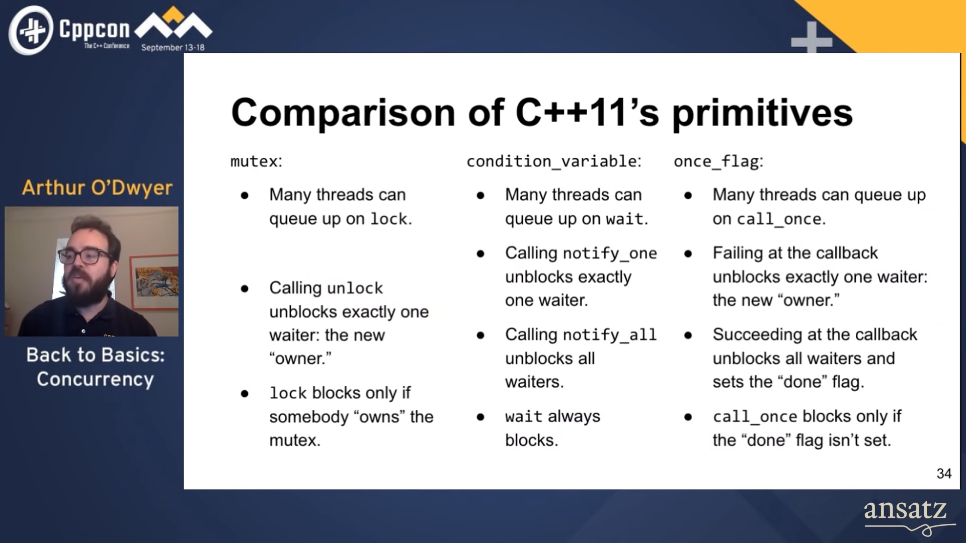 Cppcon
The C++ Conference
September 13-18
Arthur O'Dwyer
Back to Basics:
Concurrency
Comparison of C++11’s primitives
mutex:
● Many threads can
queue up on lock.
● Calling unlock
unblocks exactly one
waiter: the new
“owner.”
● lock blocks only if
somebody “owns” the
mutex.
condition_variable:
● Many threads can
queue up on wait.
● Calling notify_one
unblocks exactly
one waiter.
● Calling notify_all
unblocks all
waiters.
● wait always
blocks.
once_flag:
● Many threads can queue up
on call_once.
● Failing at the callback
unblocks exactly one waiter:
the new “owner.”
● Succeeding at the callback
unblocks all waiters and
sets the “done” flag.
● call_once blocks only if
the “done” flag isn’t set.
34
ansatz